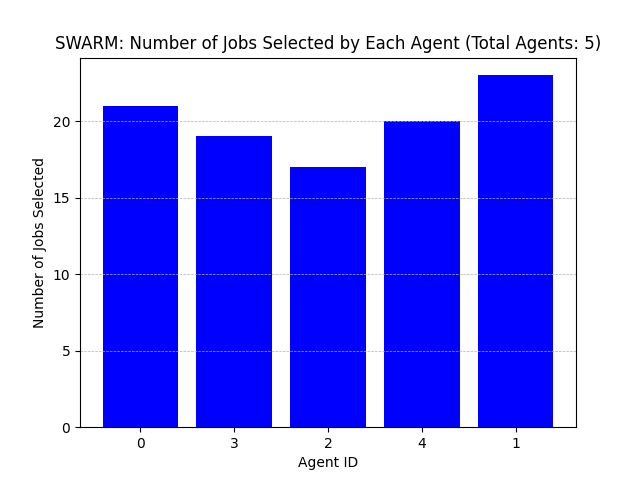 SWARM: Number of Jobs Selected by Each Agent (Total Agents: 5)
Number of Jobs Selected
20
15
10
5
0
0 3 2 4 1
Agent ID